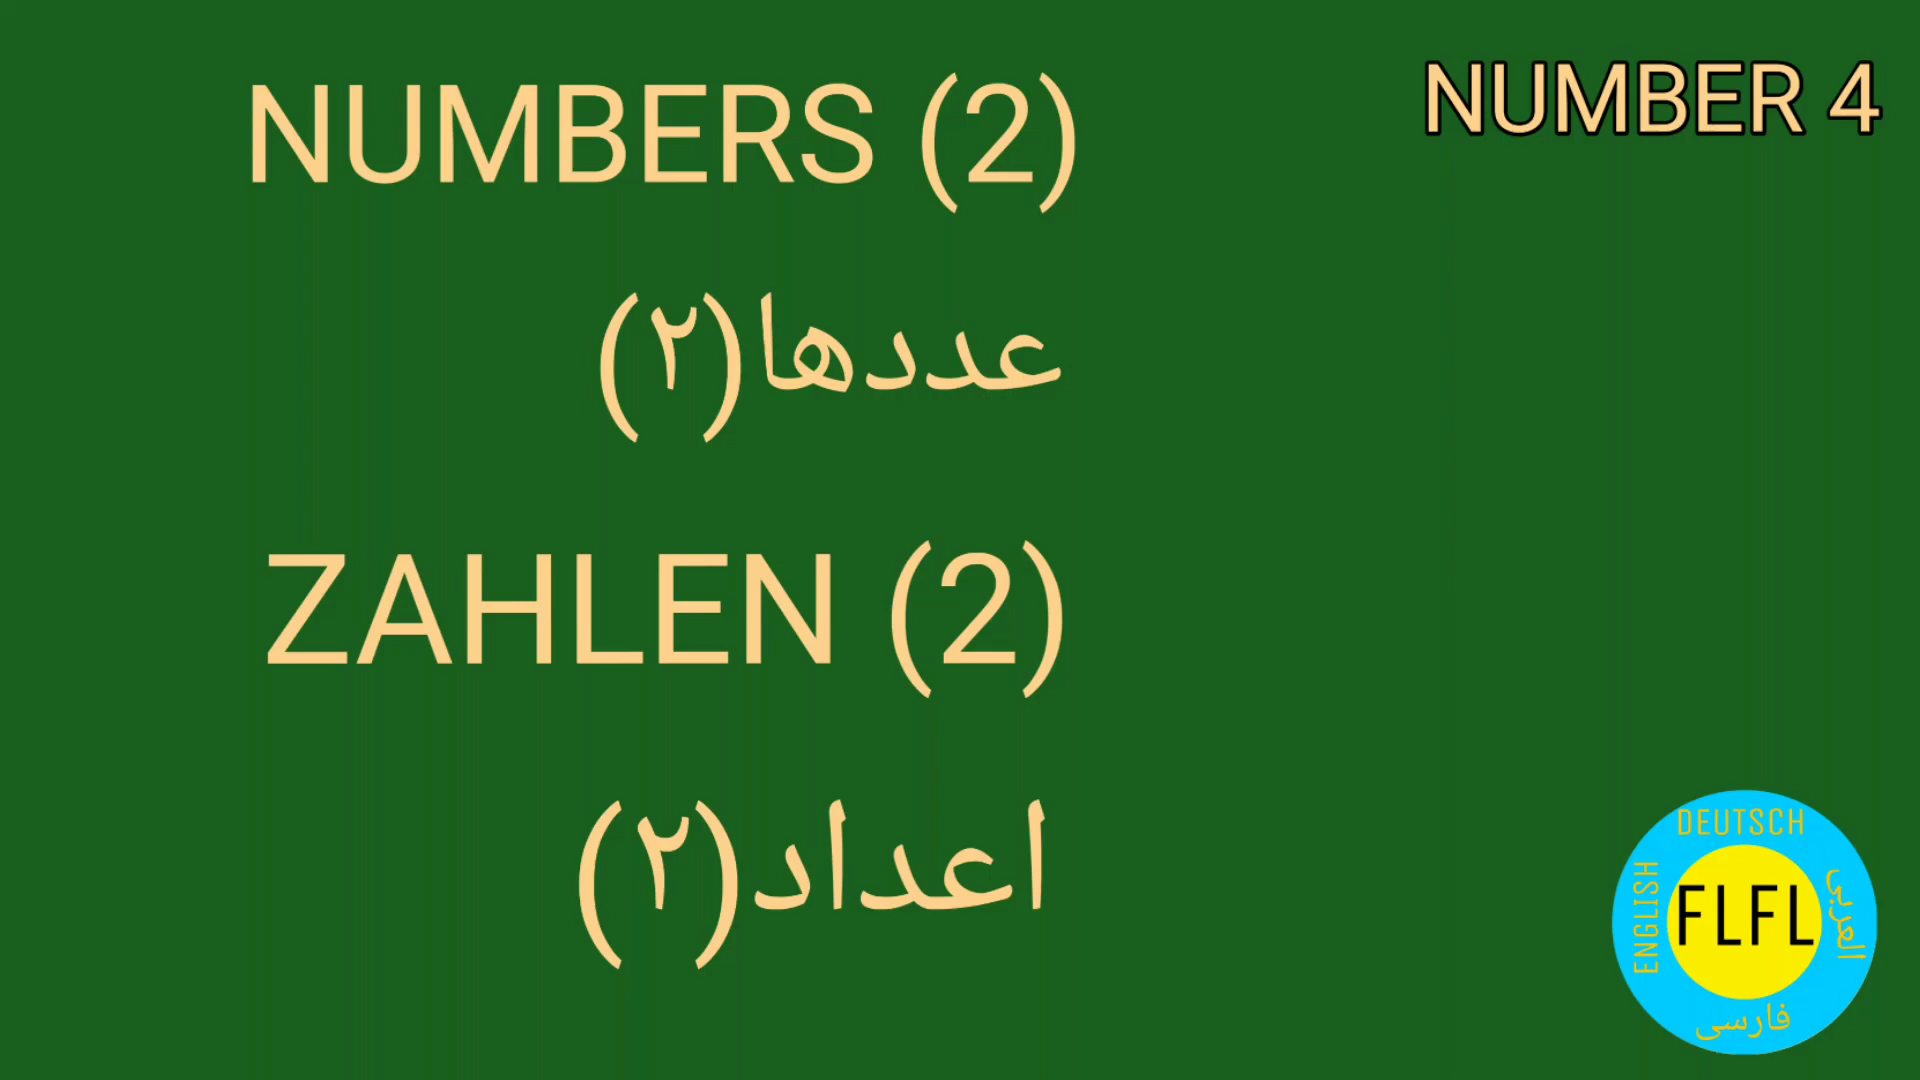 NUMBERS (2)
NUMBER 4
عددها(۲)
ZAHLEN (2)
اعداد(۲)
DEUTSCH
ENGLISH
FLFL
العربي
فارسی